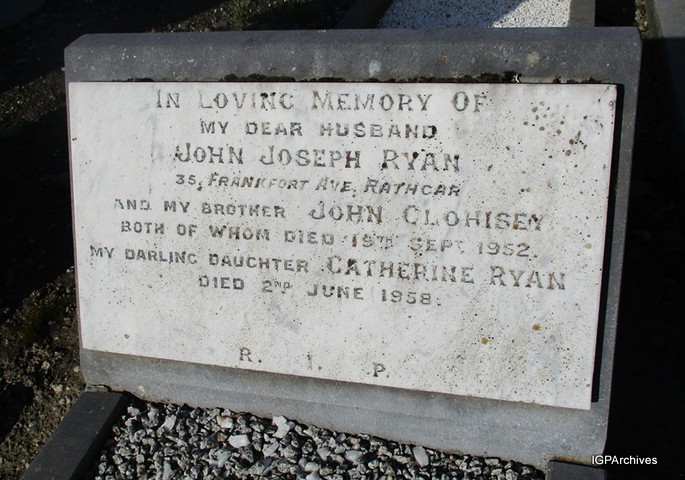 IN LOVING MEMORY OF
MY DEAR HUSBAND
JOHN JOSEPH RYAN
35, FRANKFORT AVE, RATHGAR
AND MY BROTHER JOHN CLOHISEY
BOTH OF WHOM DIED 19TH SEPT. 1952.
MY DARLING DAUGHTER CATHERINE RYAN
DIED 2ND JUNE 1958.
R. I. P.
IGPArchives